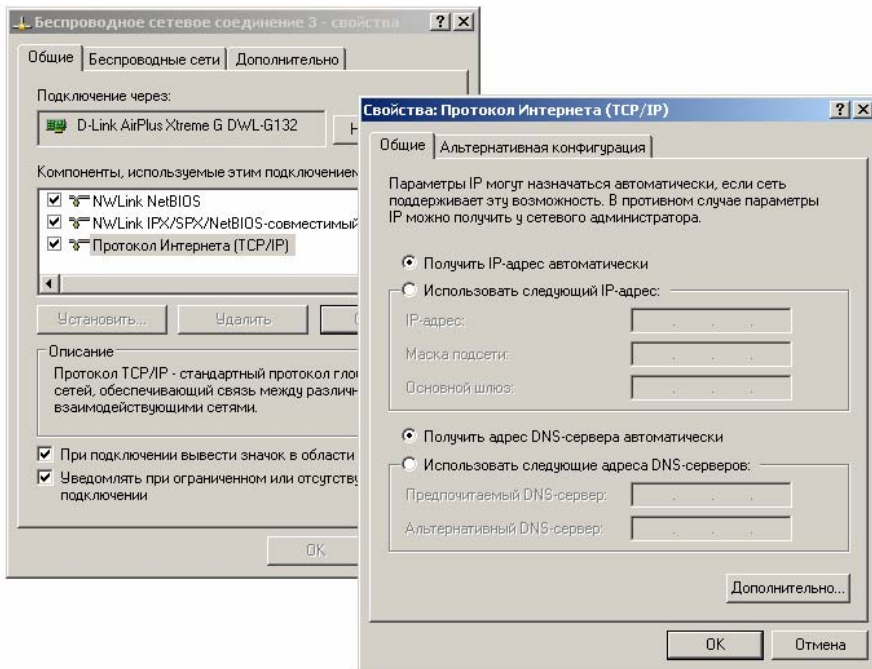 Беспроводное сетевое соединение 3 - свойства
Общие
Беспроводные сети
Дополнительно
Подключение через:
D-Link AirPlus Xtreme G DWL-G132
Компоненты, используемые этим подключением
NWLink NetBIOS
NWLink IPX/SPX/NetBIOS-совместимый
Протокол Интернета (TCP/IP)
Установить...
Удалить
Описание
Протокол TCP/IP - стандартный протокол
сетей, обеспечивающий связь между
взаимодействующими сетями.
При подключении вывести значок в области
Уведомлять при ограниченном или
подключении
OK
Свойства: Протокол Интернета (TCP/IP)
Общие
Альтернативная конфигурация
Параметры IP могут назначаться автоматически, если сеть
поддерживает эту возможность. В противном случае параметры
IP можно получить у сетевого администратора.
Получить IP-адрес автоматически
Использовать следующий IP-адрес:
IP-адрес:
Маска подсети:
Основной шлюз:
Получить адрес DNS-сервера автоматически
Использовать следующие адреса DNS-серверов:
Предпочитаемый DNS-сервер:
Альтернативный DNS-сервер:
Дополнительно...
OK
Отмена